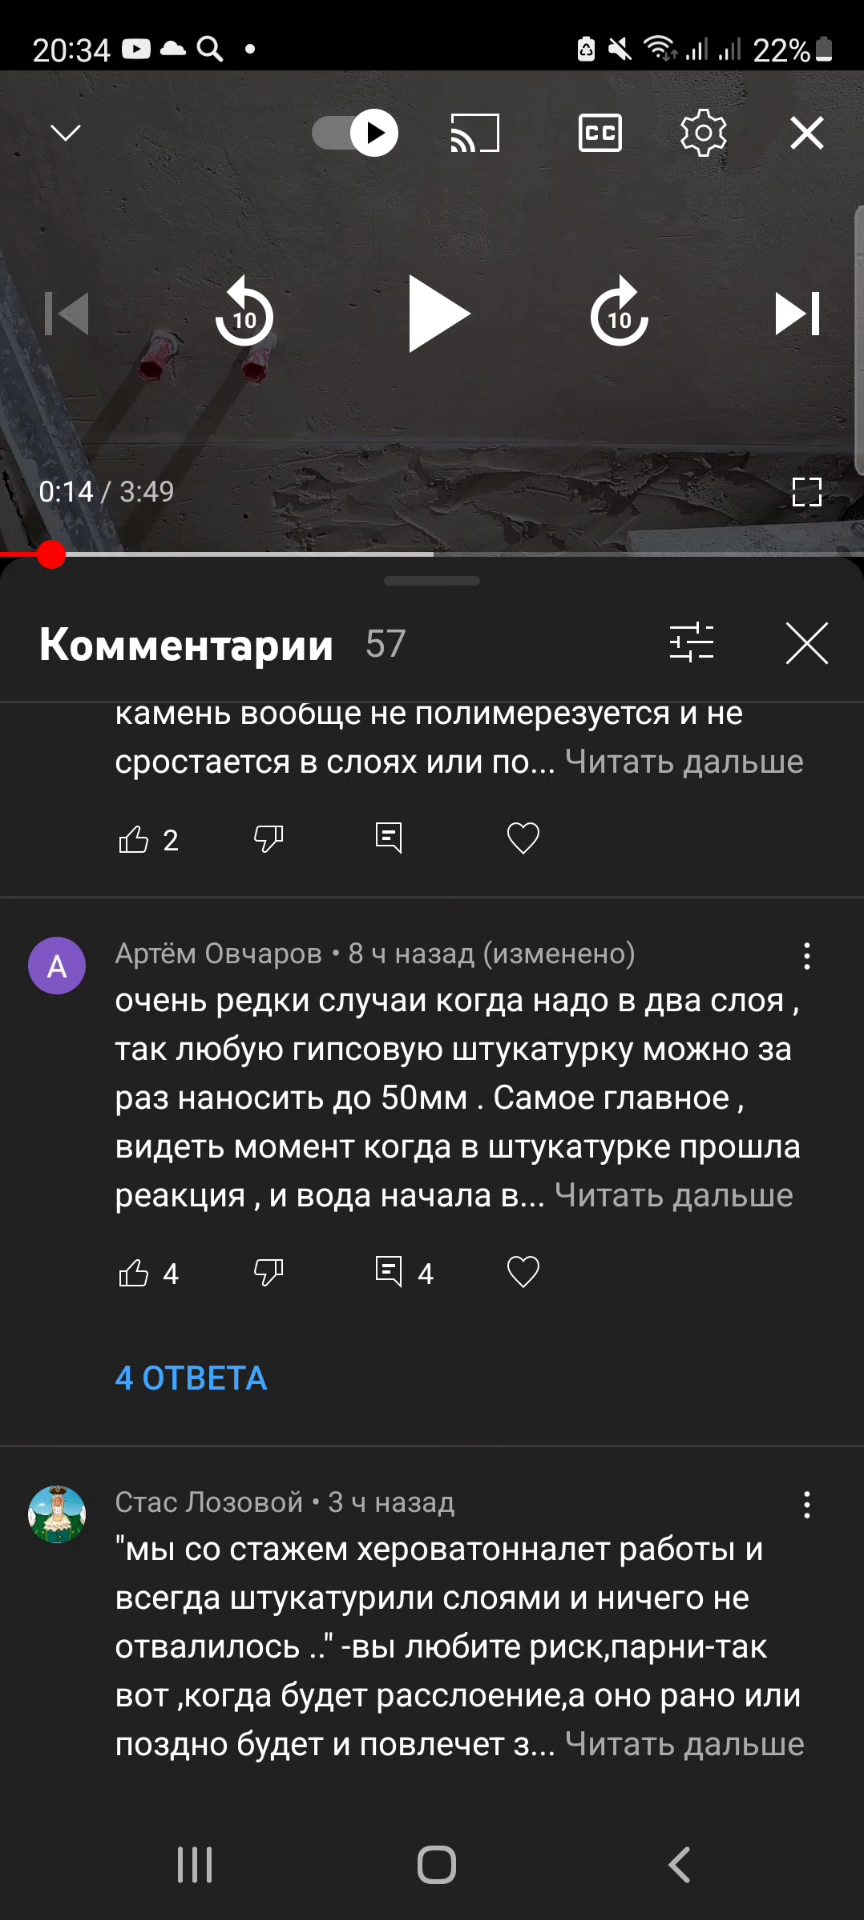 20:34
22%
CC
10
10
0:14 / 3:49
Комментарии 57
камень вообще не полимерезуется и не
сростается в слоях или по... Читать дальше
2
А
Артём Овчаров • 8 ч назад (изменено)
очень редки случаи когда надо в два слоя ,
так любую гипсовую штукатурку можно за
раз наносить до 50мм . Самое главное ,
видеть момент когда в штукатурке прошла
реакция , и вода начала в... Читать дальше
4
4
4 ОТВЕТА
Стас Лозовой • 3 ч назад
"мы со стажем хероватонналет работы и
всегда штукатурили слоями и ничего не
отвалилось .." -вы любите риск,парни-так
вот ,когда будет расслоение,а оно рано или
поздно будет и повлечет з... Читать дальше